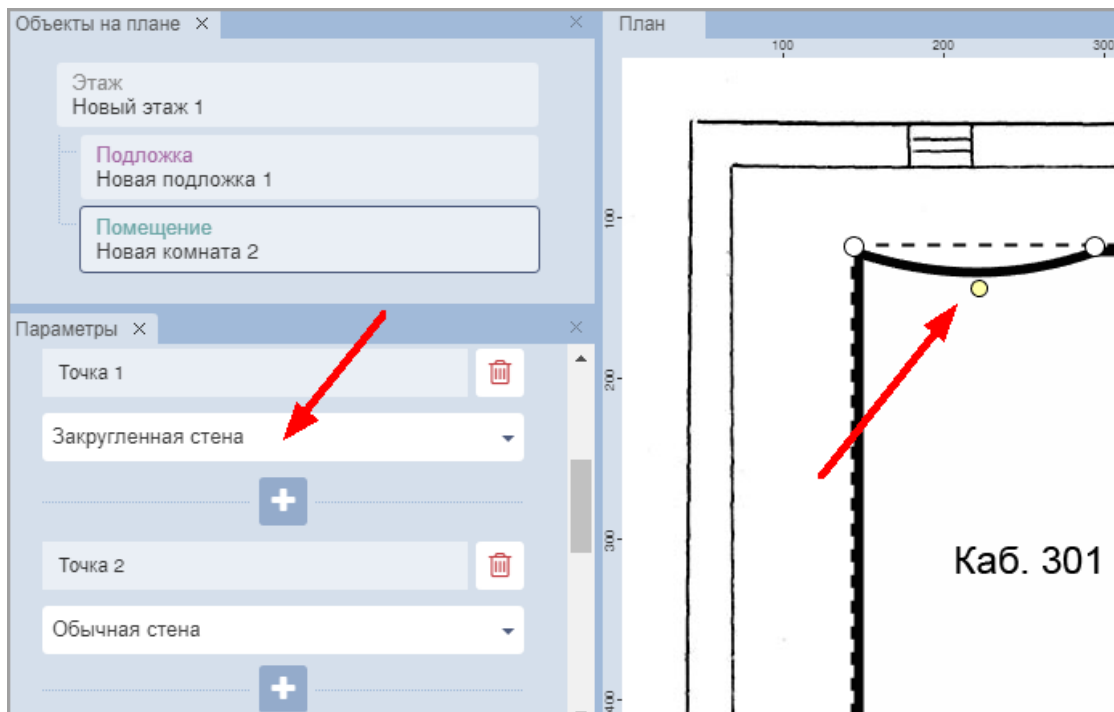 Объекты на плане
Этаж
Новый этаж 1
Подложка
Новая подложка 1
Помещение
Новая комната 2
Параметры
Точка 1
Закругленная стена
Точка 2
Обычная стена
План
100
200
300
100
200
300
400
Каб. 301